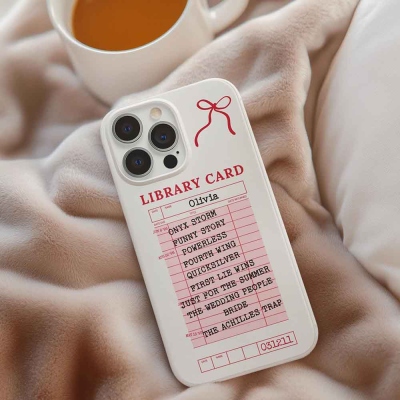 LIBRARY CARD
Olivia
ONYX STORM
FUNNY STORY
POWERLESS
FOURTH WING
QUICKSILVER
FIRST LIE WINS
JUST FOR THE SUMMER
THE WEDDING PEOPLE
BRIDE
THE ACHILLES TRAP
031211